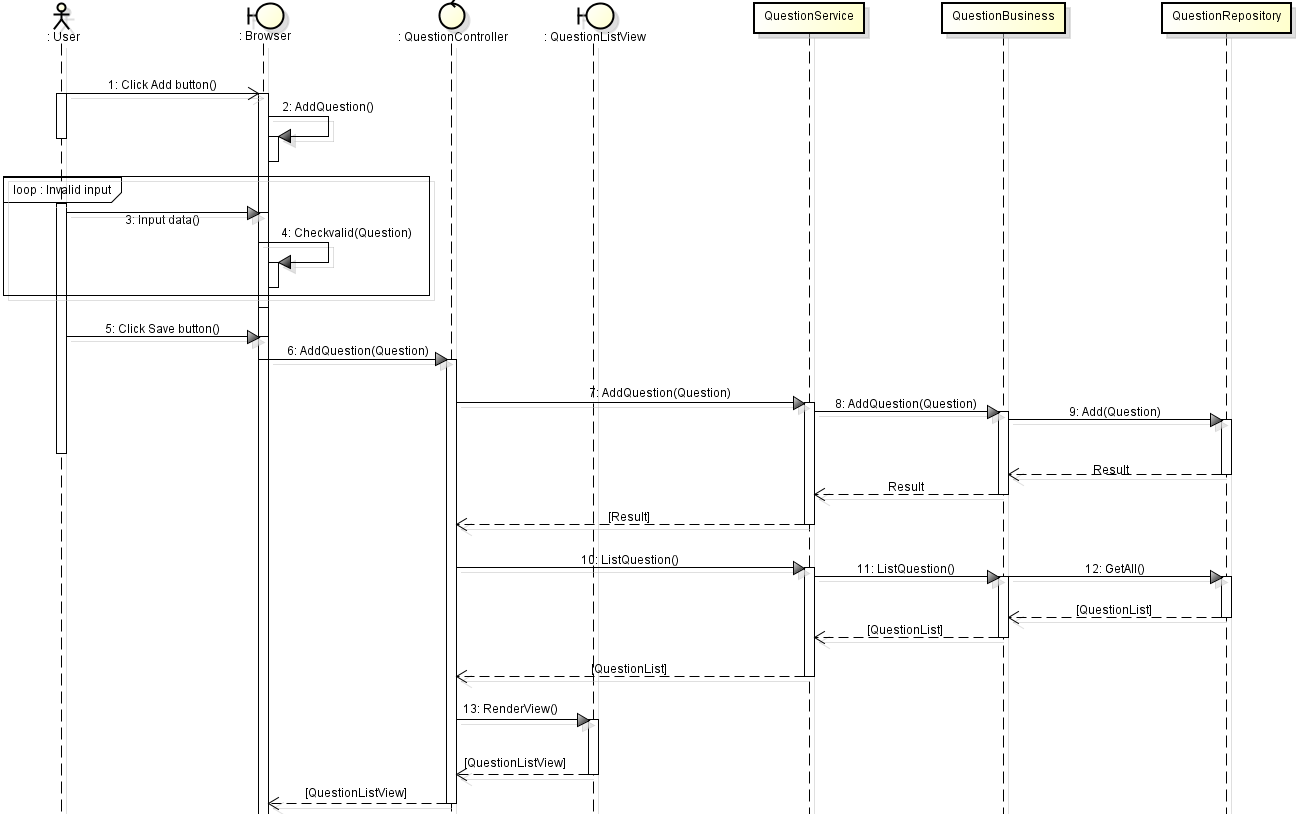 : User
: Browser
: QuestionController
: QuestionListView
QuestionService
QuestionBusiness
QuestionRepository
1: Click Add button()
2: AddQuestion()
loop : Invalid input
3: Input data()
4: Checkvalid(Question)
5: Click Save button()
6: AddQuestion(Question)
7: AddQuestion(Question)
8: AddQuestion(Question)
9: Add(Question)
Result
Result
[Result]
10: ListQuestion()
11: ListQuestion()
12: GetAll()
[QuestionList]
[QuestionList]
[QuestionList]
13: RenderView()
[QuestionListView]
[QuestionListView]